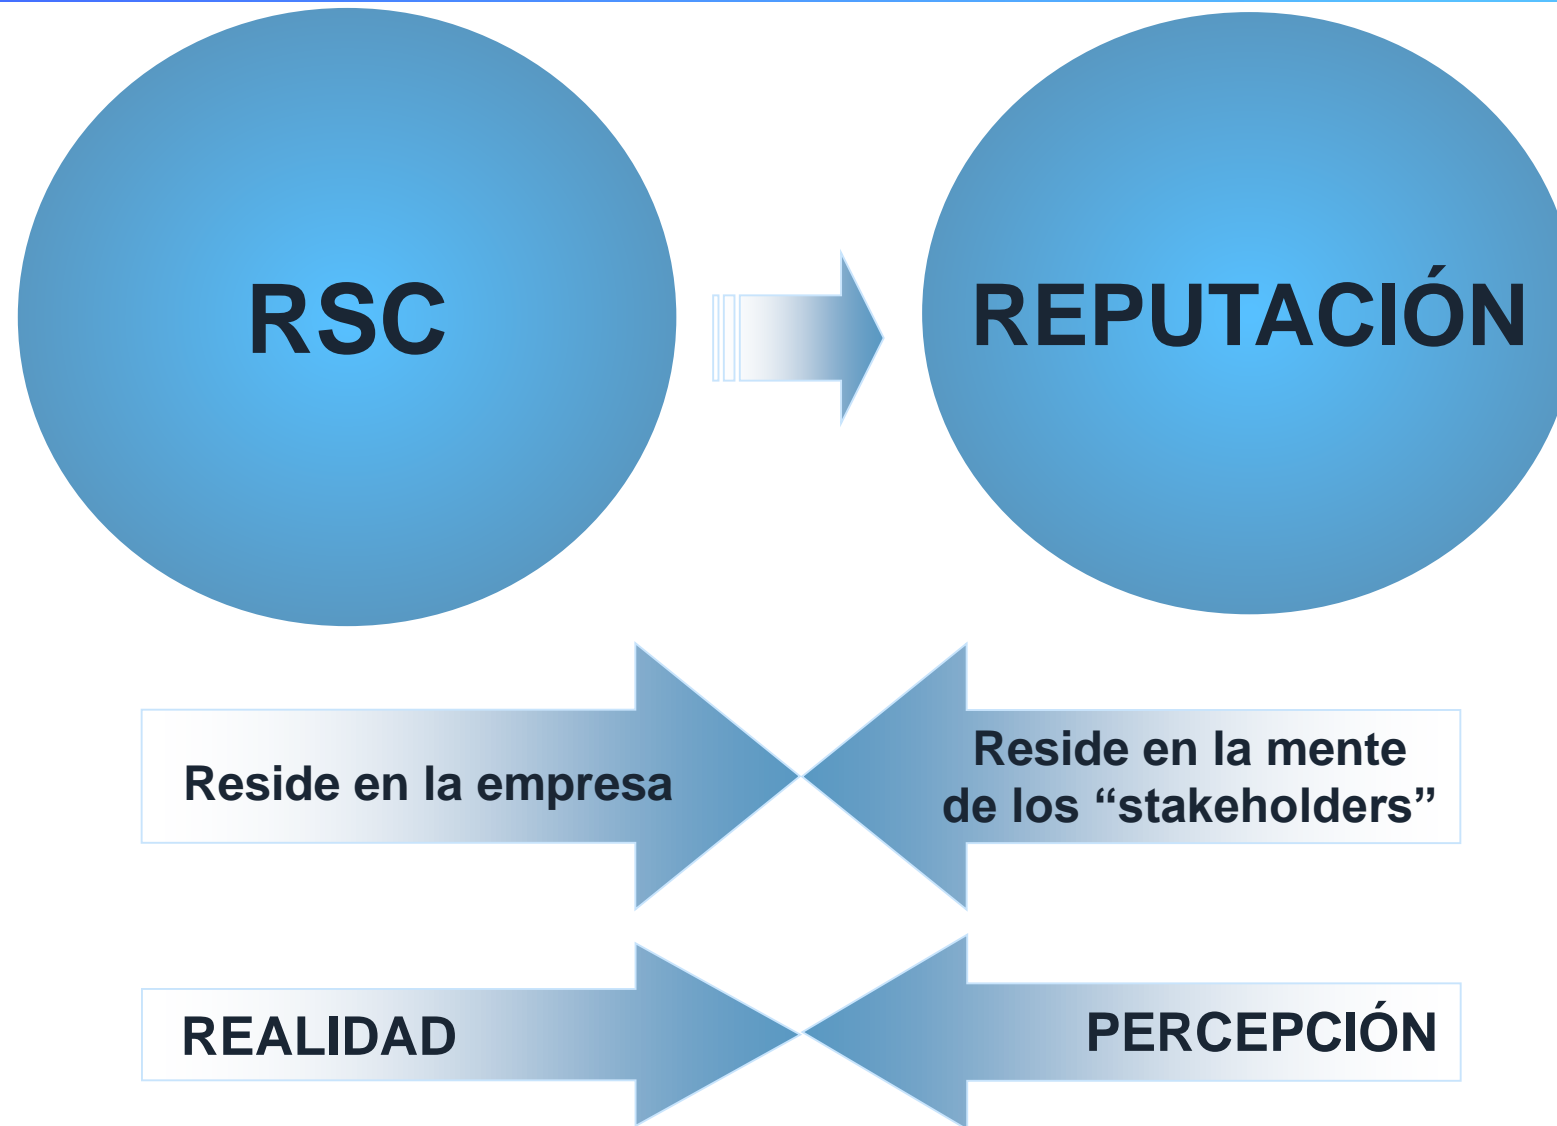 RSC
REPUTACIÓN
Reside en la empresa
Reside en la mente
de los “stakeholders”
REALIDAD
PERCEPCIÓN